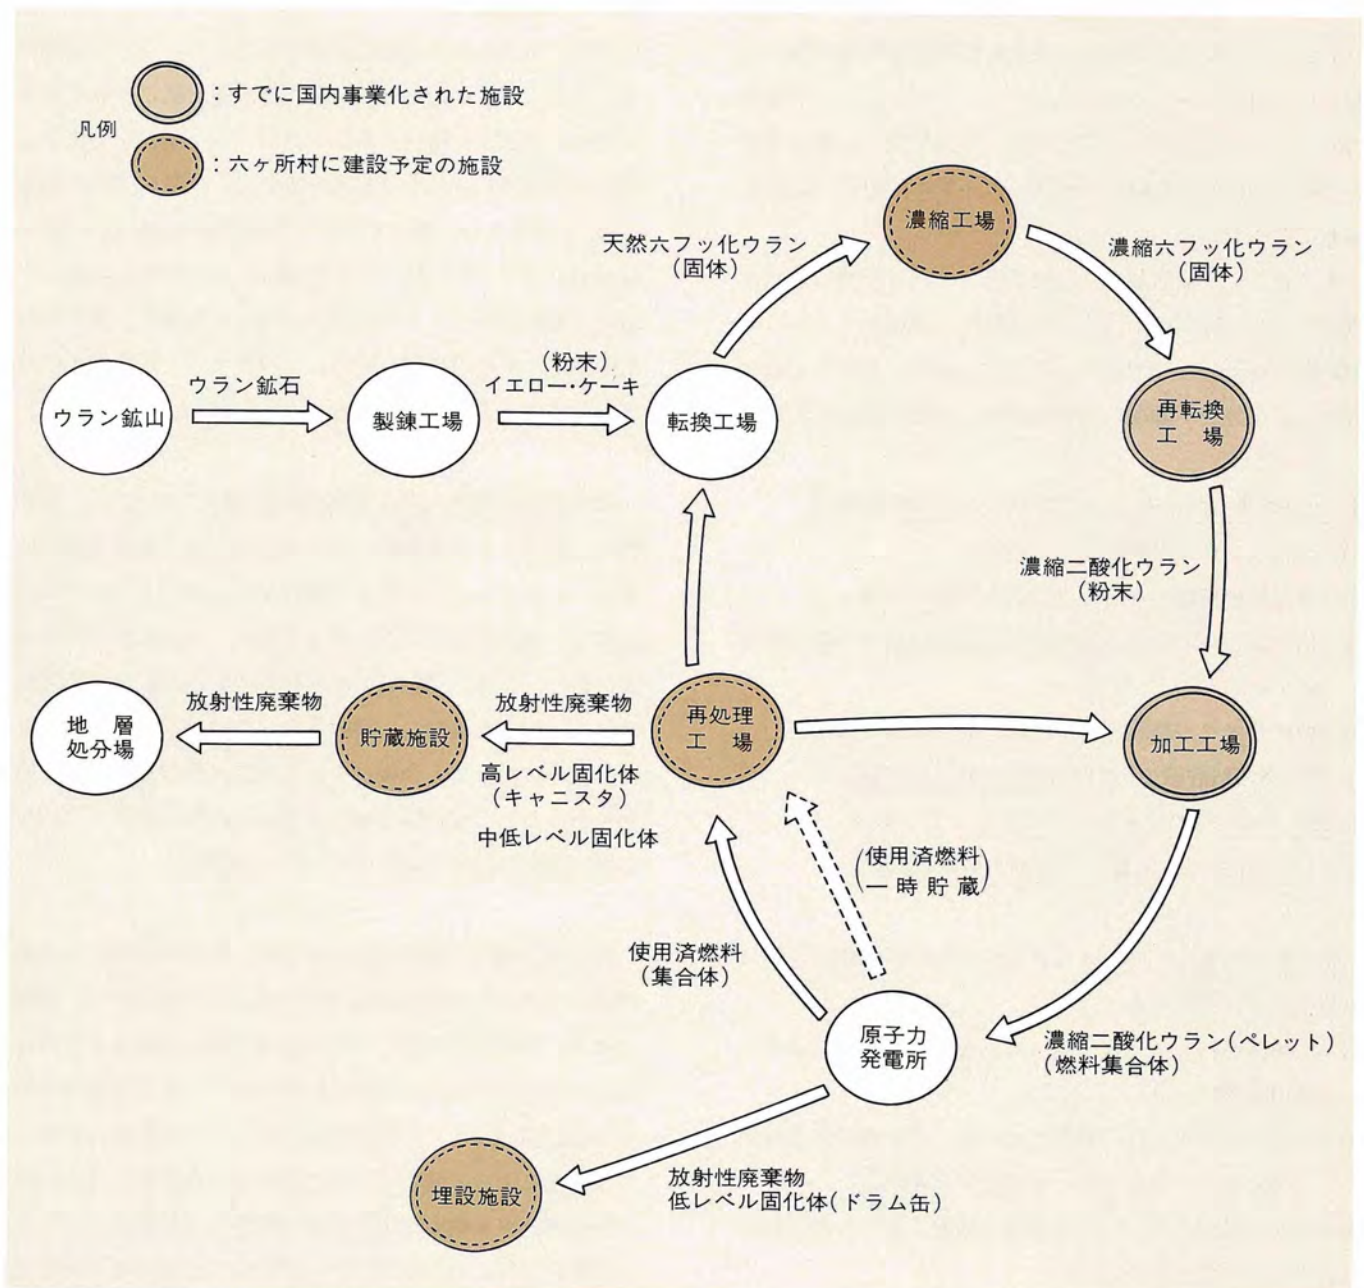 凡例
：すでに国内事業化された施設
：六ヶ所村に建設予定の施設
濃縮工場
天然六フッ化ウラン
（固体）
濃縮六フッ化ウラン
（固体）
ウラン鉱山
ウラン鉱石
製錬工場
（粉末）
イエロー・ケーキ
転換工場
再転換
工　場
濃縮二酸化ウラン
（粉末）
地　層
処分場
放射性廃棄物
貯蔵施設
放射性廃棄物
高レベル固化体
（キャニスタ）
中低レベル固化体
再処理
工　場
加工工場
（使用済燃料
一時貯蔵）
使用済燃料
（集合体）
原子力
発電所
濃縮二酸化ウラン（ペレット）
（燃料集合体）
埋設施設
放射性廃棄物
低レベル固化体（ドラム缶）